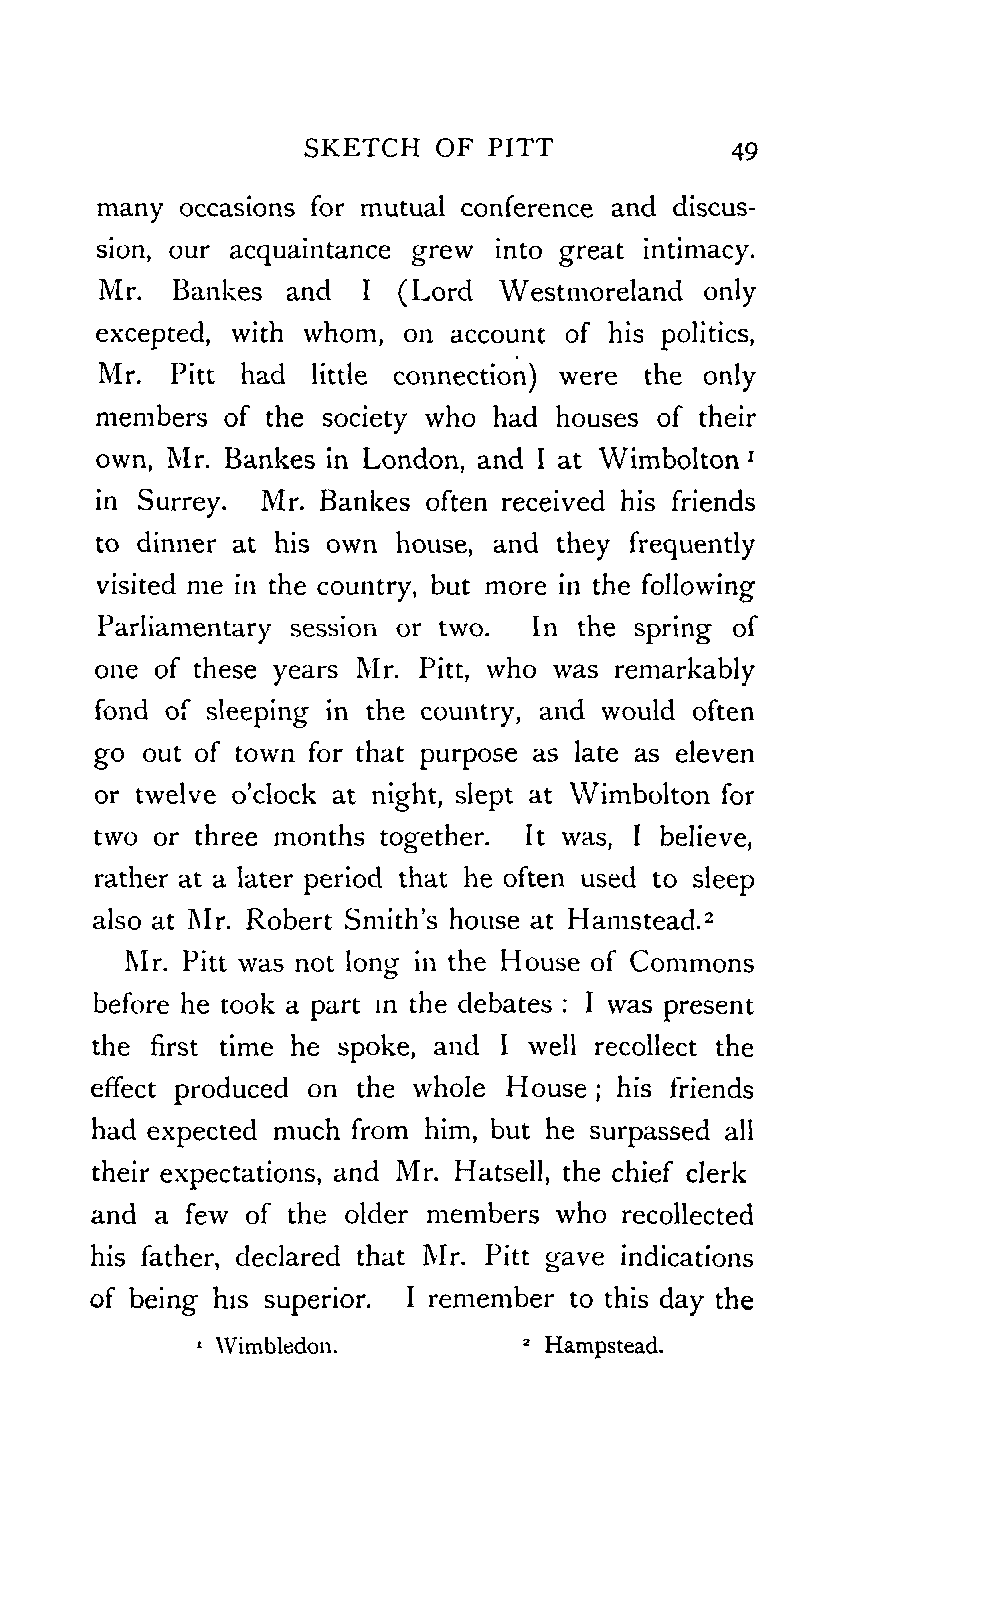 SKETCH OF PITT 49
many occasions for mutual conference and discus-
sion, our acquaintance grew into great intimacy.
Mr. Bankes and I (Lord Westmoreland only
excepted, with whom, on account of his politics,
Mr. Pitt had little connection) were the only
members of the society who had houses of their
own, Mr. Bankes in London, and I at Wimbolton ¹
in Surrey. Mr. Bankes often received his friends
to dinner at his own house, and they frequently
visited me in the country, but more in the following
Parliamentary session or two. In the spring of
one of these years Mr. Pitt, who was remarkably
fond of sleeping in the country, and would often
go out of town for that purpose as late as eleven
or twelve o'clock at night, slept at Wimbolton for
two or three months together. It was, I believe,
rather at a later period that he often used to sleep
also at Mr. Robert Smith's house at Hamstead.²
Mr. Pitt was not long in the House of Commons
before he took a part in the debates : I was present
the first time he spoke, and I well recollect the
effect produced on the whole House ; his friends
had expected much from him, but he surpassed all
their expectations, and Mr. Hatsell, the chief clerk
and a few of the older members who recollected
his father, declared that Mr. Pitt gave indications
of being his superior. I remember to this day the
¹ Wimbledon. ² Hampstead.